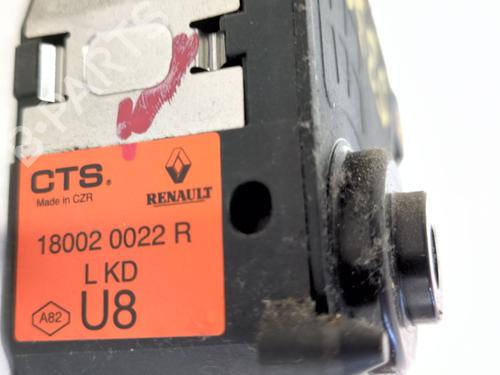 B-PARTS
CTS®
Made in CZR
RENAULT
18002 0022 R
L KD
A82
U8